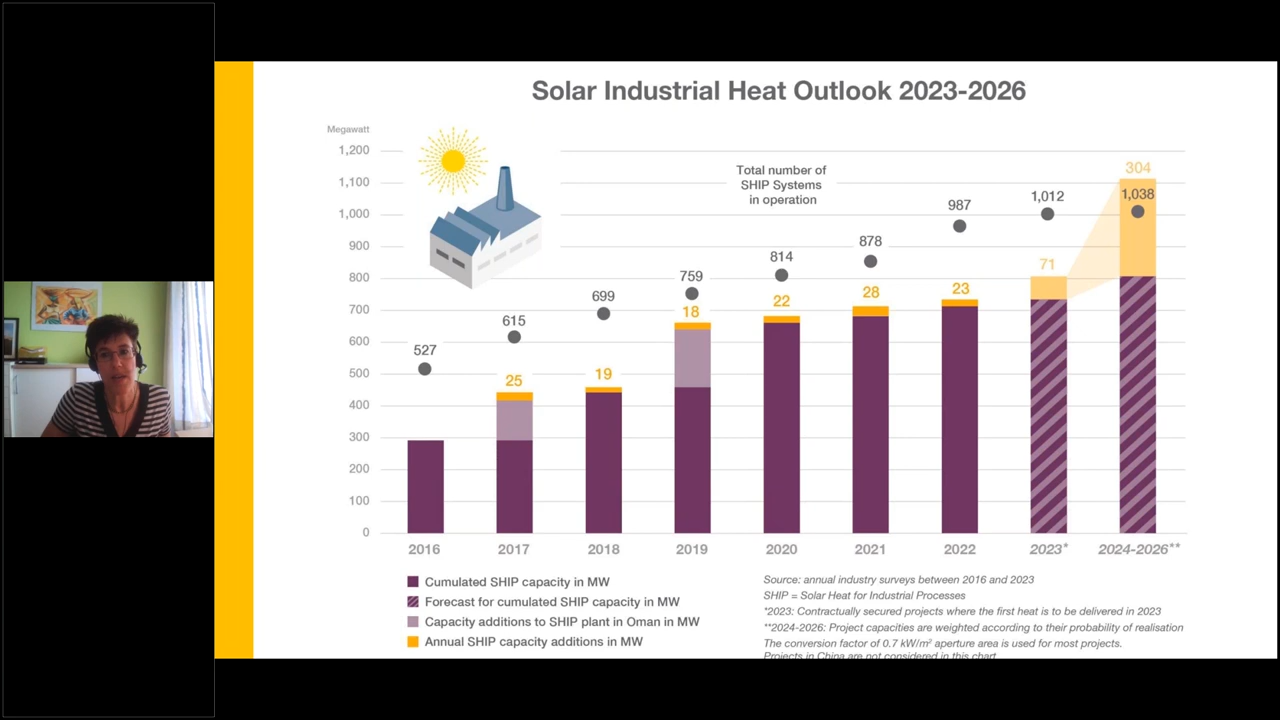 Solar Industrial Heat Outlook 2023-2026
Megawatt
1,200
1,100
1,000
900
800
700
600
500
400
300
200
100
0
Total number of
SHIP Systems
in operation
527
615
699
759
814
878
987
1,012
1,038
25
19
18
22
28
23
71
304
2016
2017
2018
2019
2020
2021
2022
2023*
2024-2026**
Cumulated SHIP capacity in MW
Forecast for cumulated SHIP capacity in MW
Capacity additions to SHIP plant in Oman in MW
Annual SHIP capacity additions in MW
Source: annual industry surveys between 2016 and 2023
SHIP = Solar Heat for Industrial Processes
*2023: Contractually secured projects where the first heat is to be delivered in 2023
**2024-2026: Project capacities are weighted according to their probability of realisation
The conversion factor of 0.7 kW/m² aperture area is used for most projects.
Projects in China are not considered in this chart